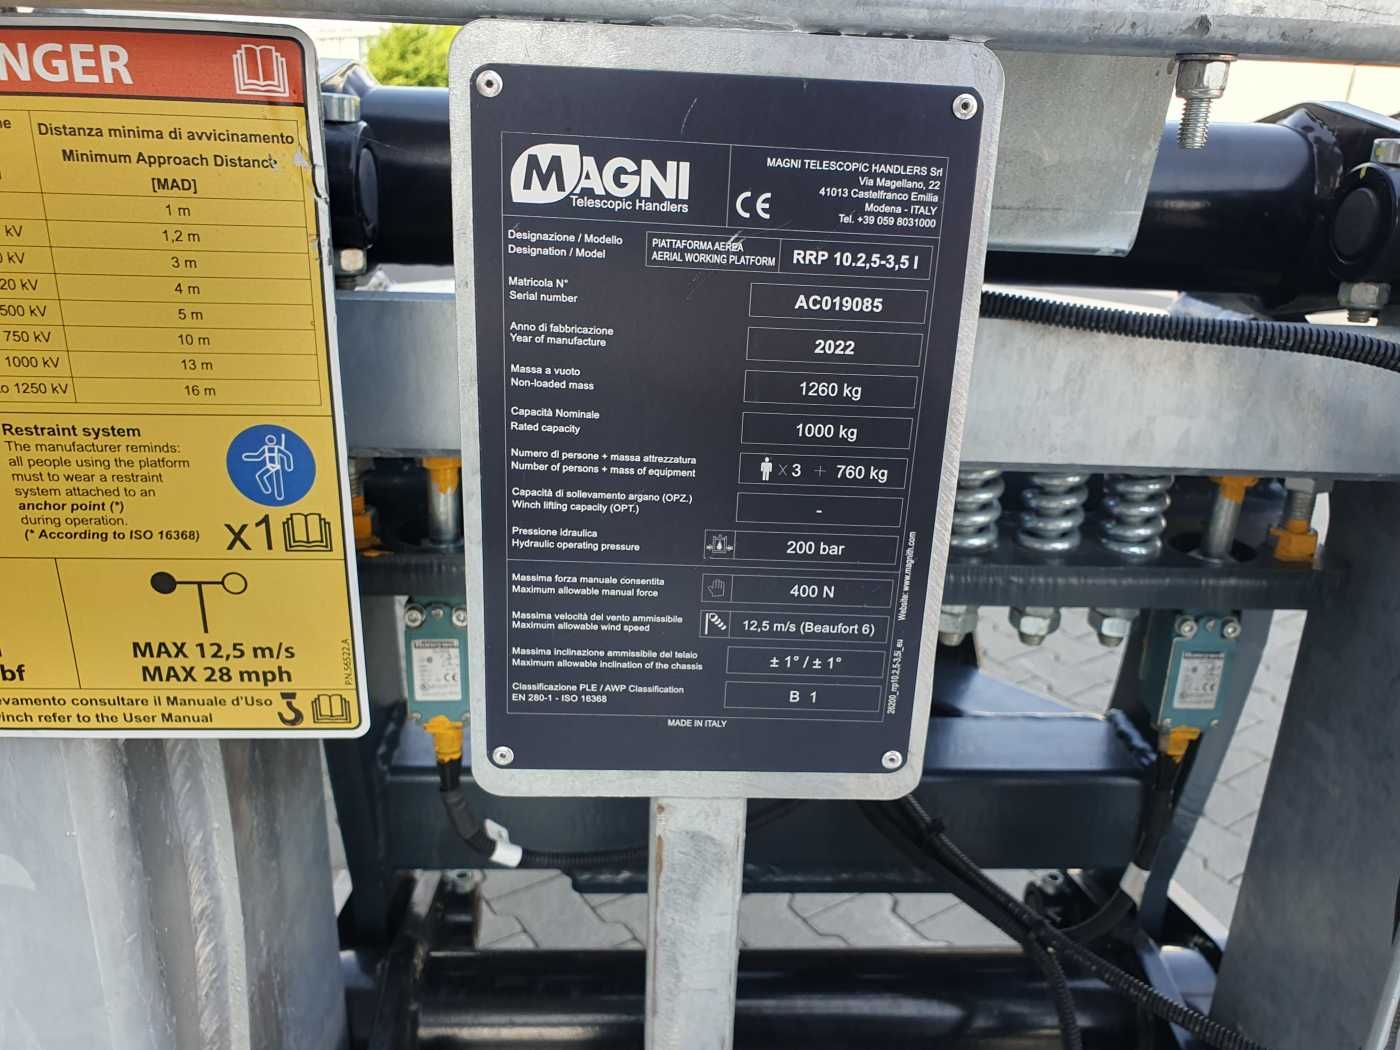 NGER
Distanza minima di avvicinamento
Minimum Approach Distance
[MAD]
1 m
kV 1,2 m
kV 3 m
20 kV 4 m
500 kV 5 m
750 kV 10 m
1000 kV 13 m
o 1250 kV 16 m
Restraint system
The manufacturer reminds:
all people using the platform
must to wear a restraint
system attached to an
anchor point (*)
during operation.
(* According to ISO 16368)
x1
bf
MAX 12,5 m/s
MAX 28 mph
P.N.56522.A
evamento consultare il Manuale d'Uso
inch refer to the User Manual
MAGNI
Telescopic Handlers
CE
MAGNI TELESCOPIC HANDLERS Srl
Via Magellano, 22
41013 Castelfranco Emilia
Modena - ITALY
Tel. +39 059 8031000
Designazione / Modello
Designation / Model
PIATTAFORMA AEREA
AERIAL WORKING PLATFORM
RRP 10.2,5-3,5 I
Matricola N°
Serial number
AC019085
Anno di fabbricazione
Year of manufacture
2022
Massa a vuoto
Non-loaded mass
1260 kg
Capacità Nominale
Rated capacity
1000 kg
Numero di persone + massa attrezzatura
Number of persons + mass of equipment
x 3 + 760 kg
Capacità di sollevamento argano (OPZ.)
Winch lifting capacity (OPT.)
-
Pressione idraulica
Hydraulic operating pressure
200 bar
Massima forza manuale consentita
Maximum allowable manual force
400 N
Massima velocità del vento ammissibile
Maximum allowable wind speed
12,5 m/s (Beaufort 6)
Massima inclinazione ammissibile del telaio
Maximum allowable inclination of the chassis
± 1° / ± 1°
Classificazione PLE / AWP Classification
EN 280-1 - ISO 16368
B 1
MADE IN ITALY
Website: www.magnith.com
26200_rrp10.2,5-3,5I_eu